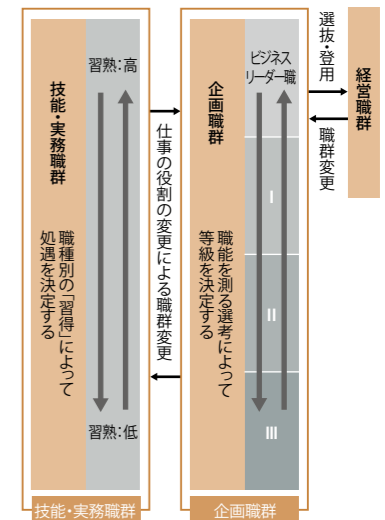 技能・実務職群
職種別の「習得」によって
処遇を決定する
習熟:高
習熟:低
技能・実務職群
仕事の役割の変更による職群変更
企画職群
職能を測る選考によって
等級を決定する
ビジネス
リーダー職
I
II
III
企画職群
選抜・登用
職群変更
経営職群